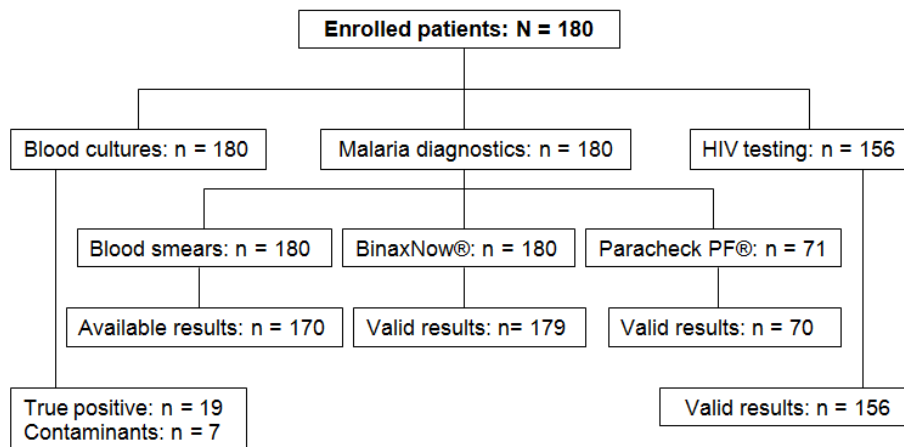 Enrolled patients: N = 180
Blood cultures: n = 180
Malaria diagnostics: n = 180
HIV testing: n = 156
Blood smears: n = 180
BinaxNow®: n = 180
Paracheck PF®: n = 71
Available results: n = 170
Valid results: n= 179
Valid results: n = 70
True positive: n = 19
Contaminants: n = 7
Valid results: n = 156